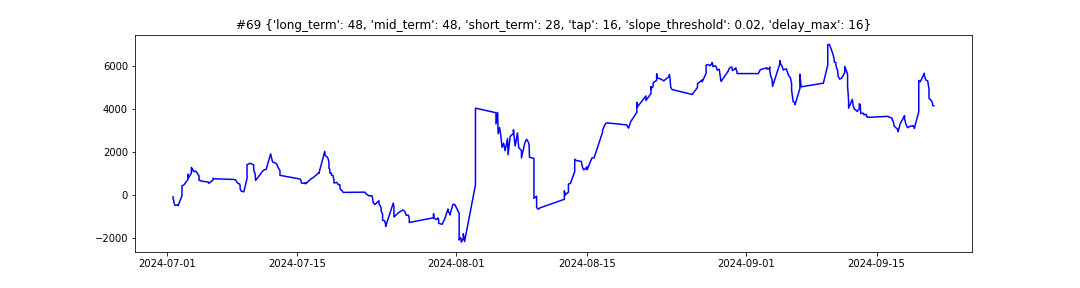 #69 {'long_term': 48, 'mid_term': 48, 'short_term': 28, 'tap': 16, 'slope_threshold': 0.02, 'delay_max': 16}
6000
4000
2000
0
−2000
2024-07-01 2024-07-15 2024-08-01 2024-08-15 2024-09-01 2024-09-15